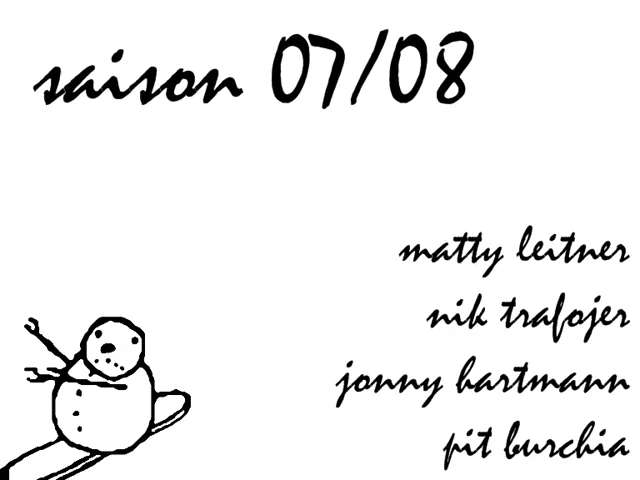 saison 07/08
matty leitner
nik trafojer
jonny hartmann
pit burchia